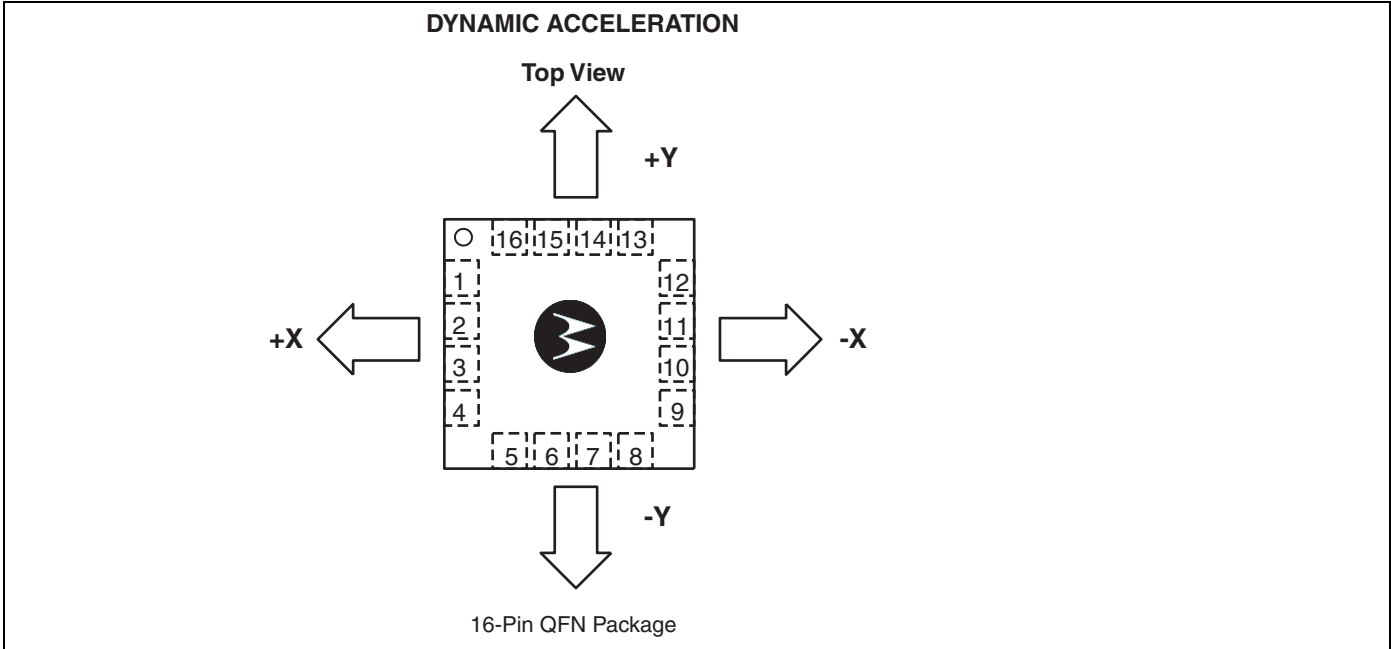 DYNAMIC ACCELERATION
Top View
+Y
16 15 14 13
1 12
2 11
+X -X
3 10
4 9
5 6 7 8
-Y
16-Pin QFN Package